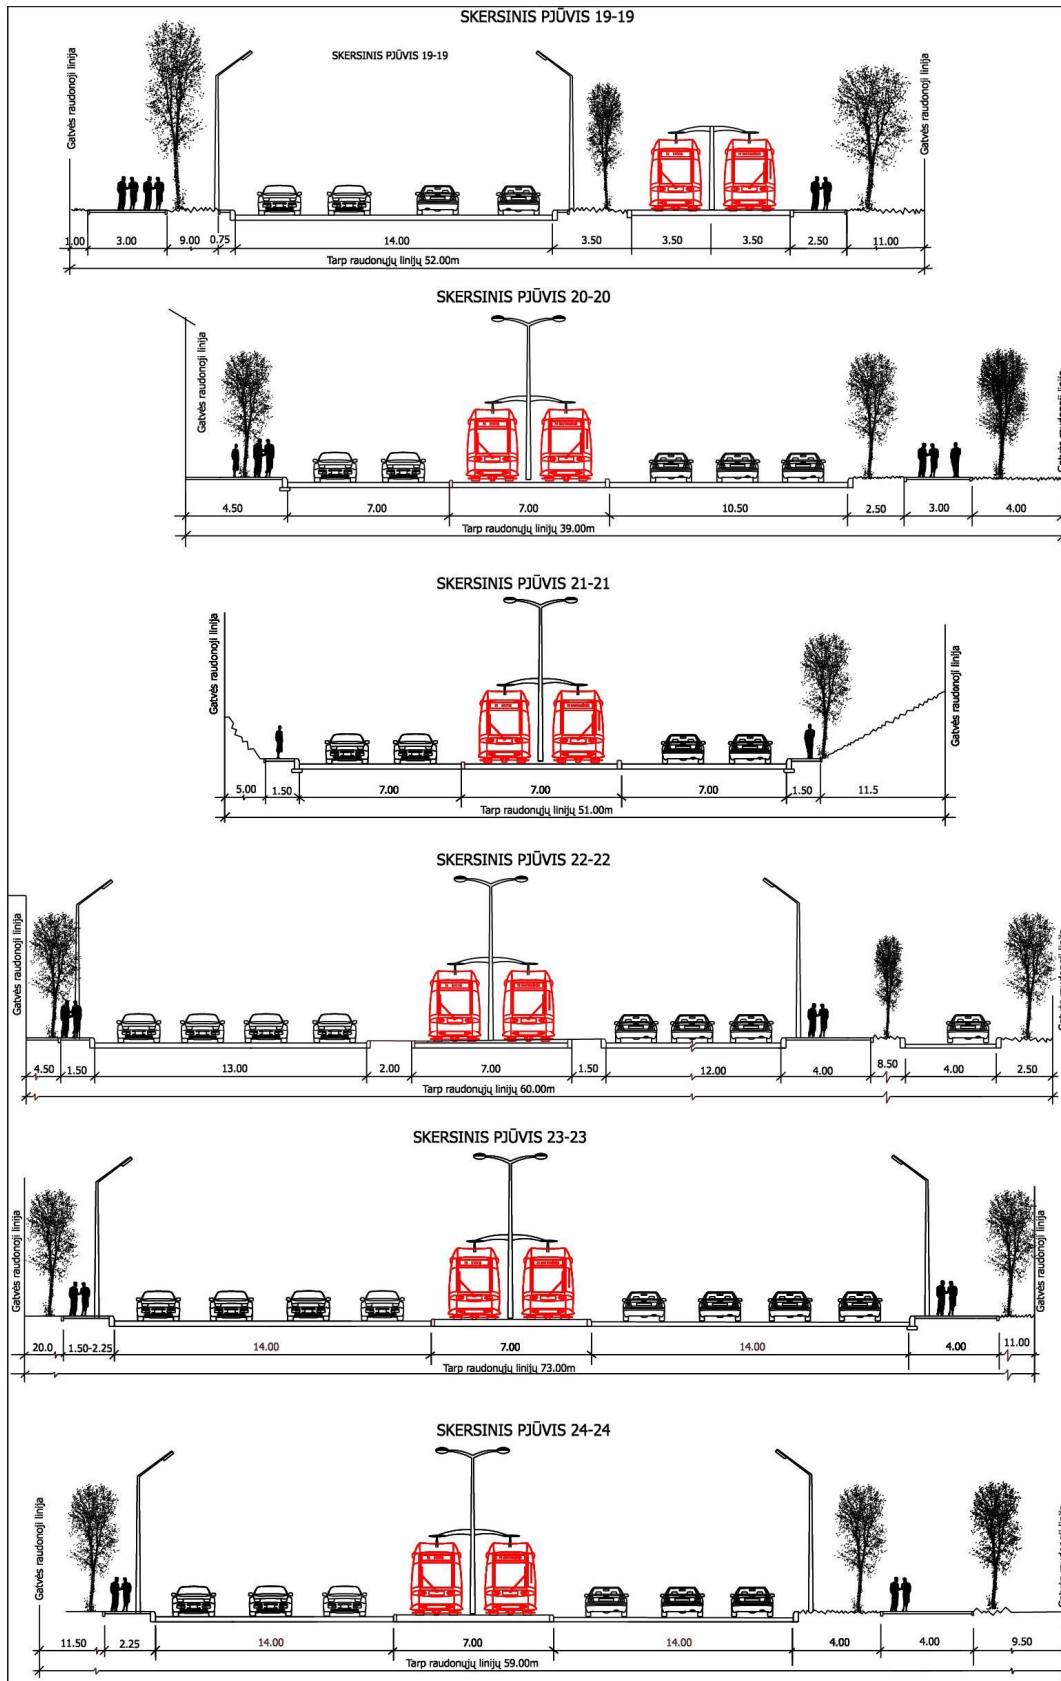 SKERSINIS PJŪVIS 19-19
SKERSINIS PJŪVIS 19-19
Gatvės raudonoji linija
Gatvės raudonoji linija
1.00 3.00 9.00 0.75 14.00 3.50 3.50 3.50 2.50 11.00
Tarp raudonųjų linijų 52.00m
SKERSINIS PJŪVIS 20-20
Gatvės raudonoji linija
Gatvės raudonoji linija
4.50 7.00 7.00 10.50 2.50 3.00 4.00
Tarp raudonųjų linijų 39.00m
SKERSINIS PJŪVIS 21-21
Gatvės raudonoji linija
Gatvės raudonoji linija
5.00 1.50 7.00 7.00 7.00 1.50 11.5
Tarp raudonųjų linijų 51.00m
SKERSINIS PJŪVIS 22-22
Gatvės raudonoji linija
4.50 1.50 13.00 2.00 7.00 1.50 12.00 4.00 8.50 4.00 2.50
Tarp raudonųjų linijų 60.00m
SKERSINIS PJŪVIS 23-23
Gatvės raudonoji linija
Gatvės raudonoji linija
20.0 1.50-2.25 14.00 7.00 14.00 4.00 11.00
Tarp raudonųjų linijų 73.00m
SKERSINIS PJŪVIS 24-24
Gatvės raudonoji linija
11.50 2.25 14.00 7.00 14.00 4.00 4.00 9.50
Tarp raudonųjų linijų 59.00m